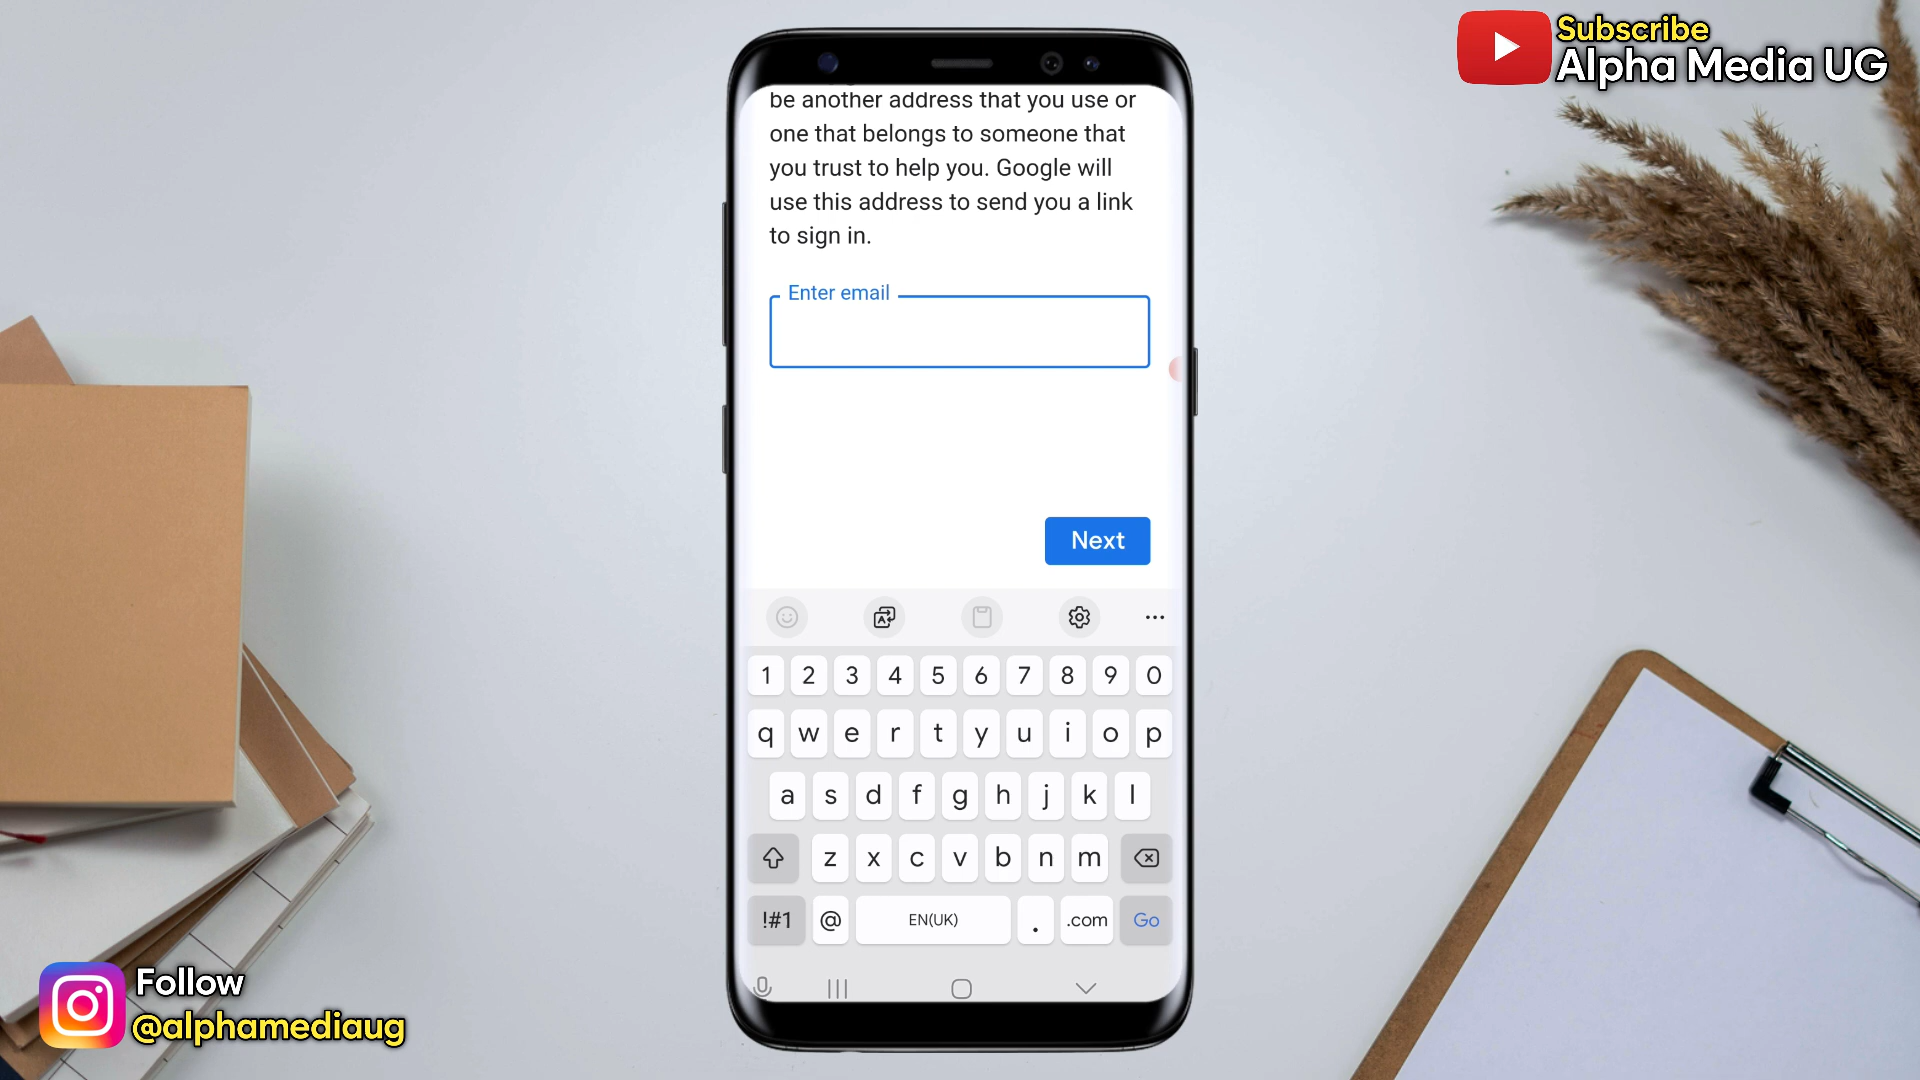 Subscribe
Alpha Media UG
be another address that you use or
one that belongs to someone that
you trust to help you. Google will
use this address to send you a link
to sign in.
Enter email
Next
1 2 3 4 5 6 7 8 9 0
q w e r t y u i o p
a s d f g h j k l
z x c v b n m
!#1 @ EN(UK) . .com Go
Follow
@alphamediaug